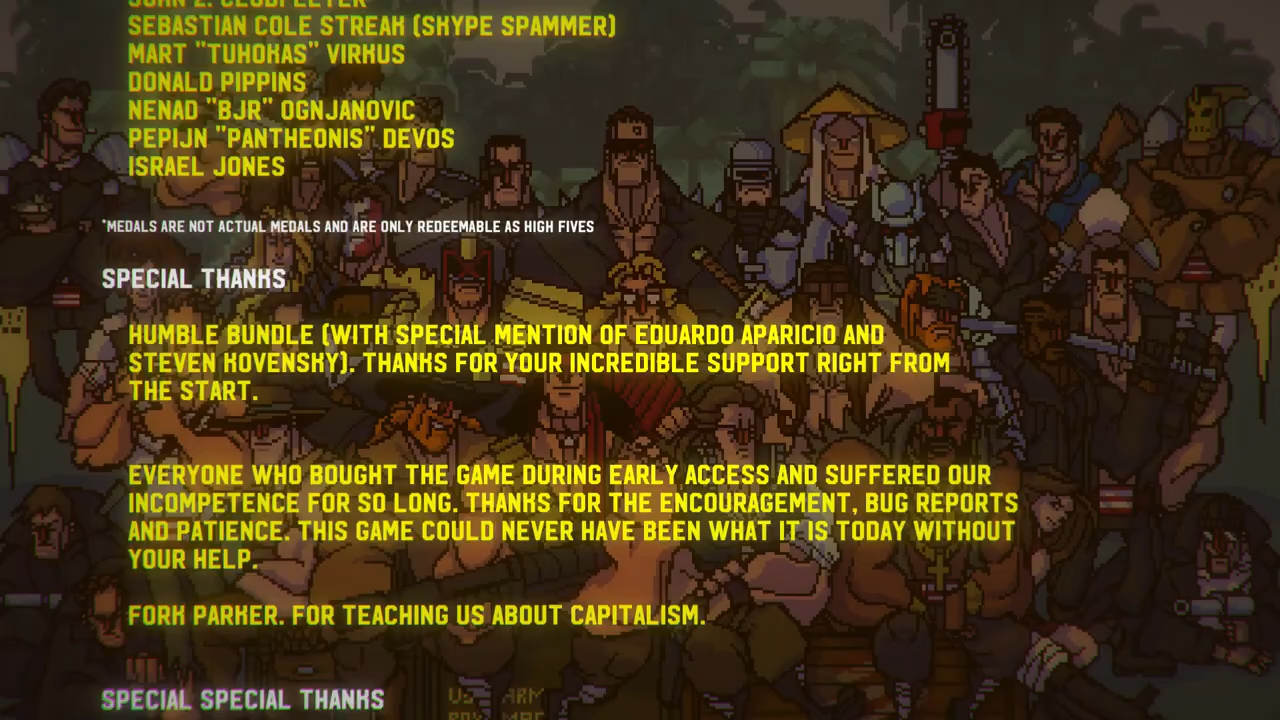 SEBASTIAN COLE STREAK (SKYPE SPAMMER)
MART "TUHOKAS" VIRKUS
DONALD PIPPINS
NENAD "BJR" OGNJANOVIC
PEPIJN "PANTHEONIS" DEVOS
ISRAEL JONES
*MEDALS ARE NOT ACTUAL MEDALS AND ARE ONLY REDEEMABLE AS HIGH FIVES
SPECIAL THANKS
HUMBLE BUNDLE (WITH SPECIAL MENTION OF EDUARDO APARICIO AND
STEVEN KOVENSKY). THANKS FOR YOUR INCREDIBLE SUPPORT RIGHT FROM
THE START.
EVERYONE WHO BOUGHT THE GAME DURING EARLY ACCESS AND SUFFERED OUR
INCOMPETENCE FOR SO LONG. THANKS FOR THE ENCOURAGEMENT, BUG REPORTS
AND PATIENCE. THIS GAME COULD NEVER HAVE BEEN WHAT IT IS TODAY WITHOUT
YOUR HELP.
FORK PARKER. FOR TEACHING US ABOUT CAPITALISM.
SPECIAL SPECIAL THANKS